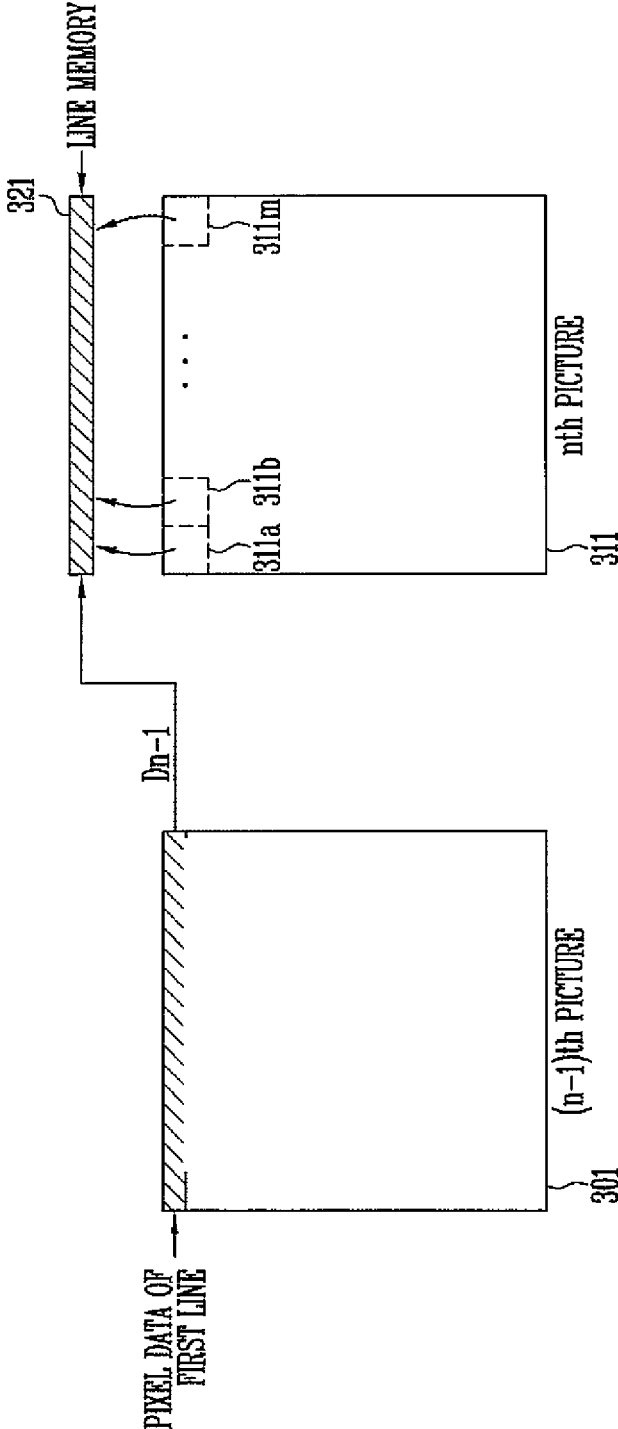 PIXEL DATA OF
FIRST LINE
301
(n-1)th PICTURE
Dn-1
321
LINE MEMORY
311a
311b
. . .
311m
311
nth PICTURE